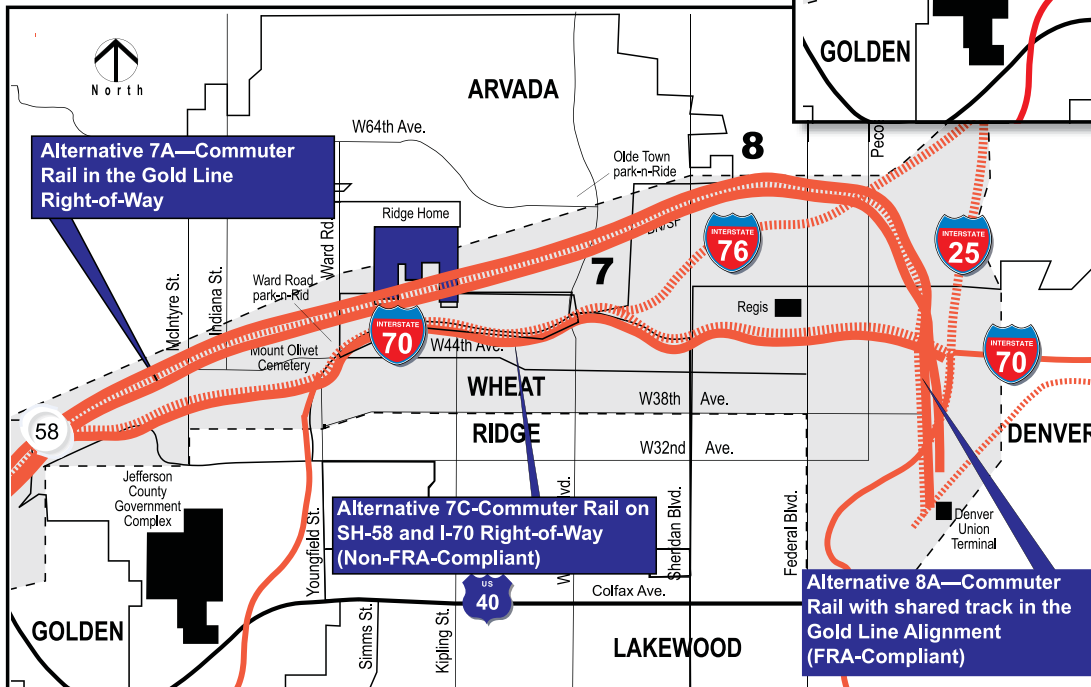 GOLDEN
North
ARVADA
W64th Ave.
8
Peco
Alternative 7A—Commuter
Rail in the Gold Line
Right-of-Way
Olde Town
park-n-Ride
Ridge Home
Ward Rd.
INTERSTATE
76
INTERSTATE
25
7
McIntyre St.
Indiana St.
Ward Road
park-n-Rid
Regis
INTERSTATE
70
W44th Ave.
INTERSTATE
70
Mount Olivet
Cemetery
WHEAT
RIDGE
W38th Ave.
58
W32nd Ave.
DENVER
Jefferson
County
Government
Complex
Youngfield St.
Alternative 7C-Commuter Rail on
SH-58 and I-70 Right-of-Way
(Non-FRA-Compliant)
Sheridan Blvd.
Federal Blvd.
Denver
Union
Terminal
US
40
Colfax Ave.
Alternative 8A—Commuter
Rail with shared track in the
Gold Line Alignment
(FRA-Compliant)
GOLDEN
Simms St.
Kipling St.
LAKEWOOD